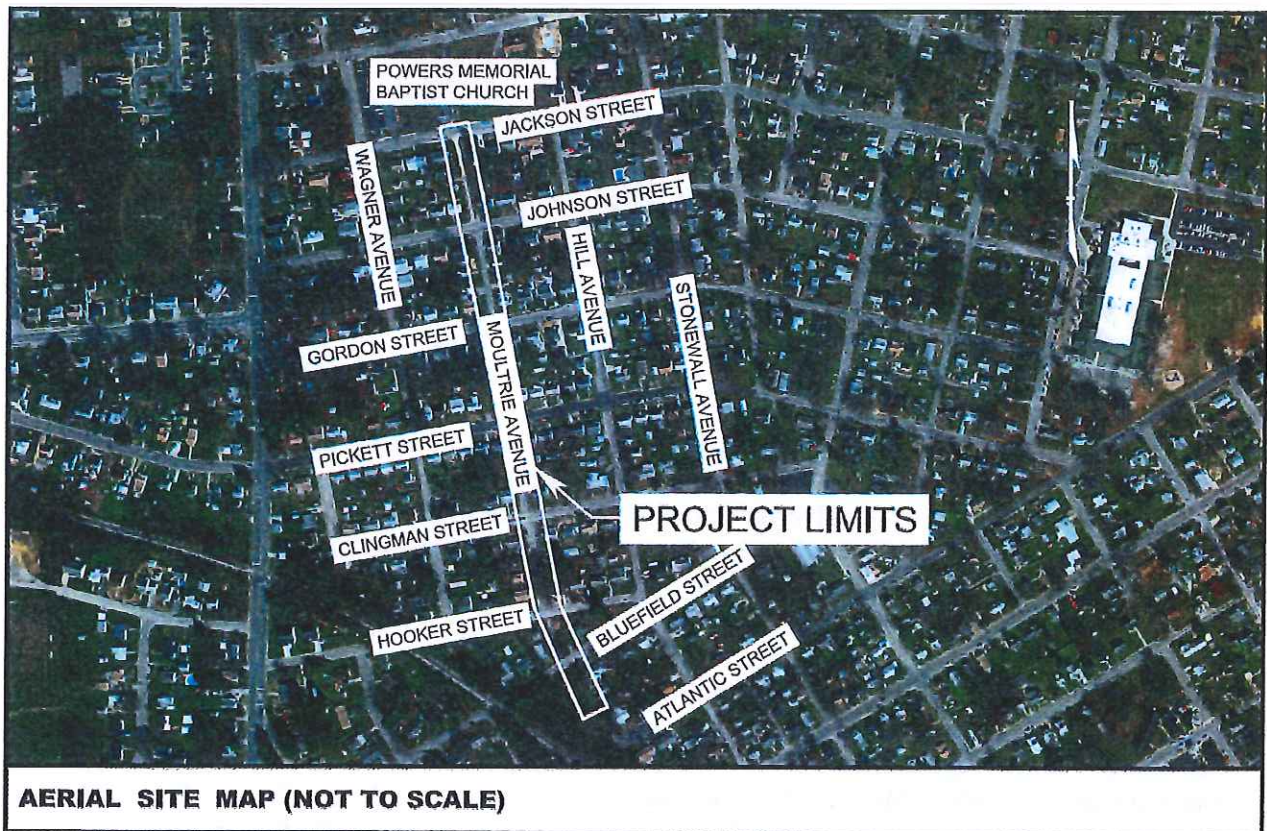 POWERS MEMORIAL
BAPTIST CHURCH
JACKSON STREET
WAGNER AVENUE
JOHNSON STREET
HILL AVENUE
STONEWALL AVENUE
GORDON STREET
MOULTRIE AVENUE
PICKETT STREET
PROJECT LIMITS
CLINGMAN STREET
BLUEFIELD STREET
HOOKER STREET
ATLANTIC STREET
AERIAL SITE MAP (NOT TO SCALE)